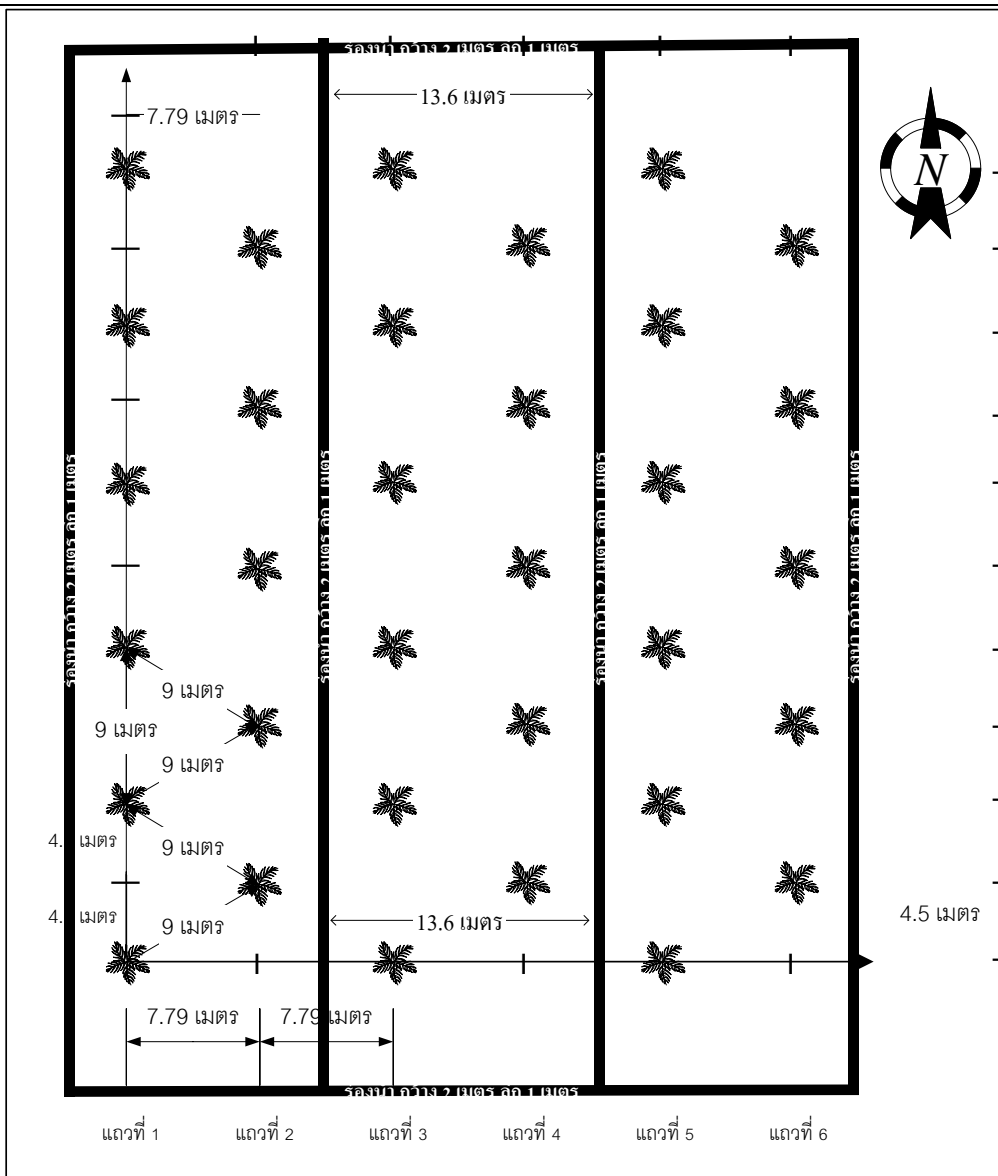 ร่องน้ำ กว้าง 2 เมตร ลึก 1 เมตร
13.6 เมตร
7.79 เมตร
N
ร่องน้ำ กว้าง 2 เมตร ลึก 1 เมตร
ร่องน้ำ กว้าง 2 เมตร ลึก 1 เมตร
ร่องน้ำ กว้าง 2 เมตร ลึก 1 เมตร
ร่องน้ำ กว้าง 2 เมตร ลึก 1 เมตร
9 เมตร
9 เมตร
9 เมตร
4. เมตร
9 เมตร
4. เมตร
9 เมตร
13.6 เมตร
4.5 เมตร
7.79 เมตร
7.79 เมตร
ร่องน้ำ กว้าง 2 เมตร ลึก 1 เมตร
แถวที่ 1 แถวที่ 2 แถวที่ 3 แถวที่ 4 แถวที่ 5 แถวที่ 6